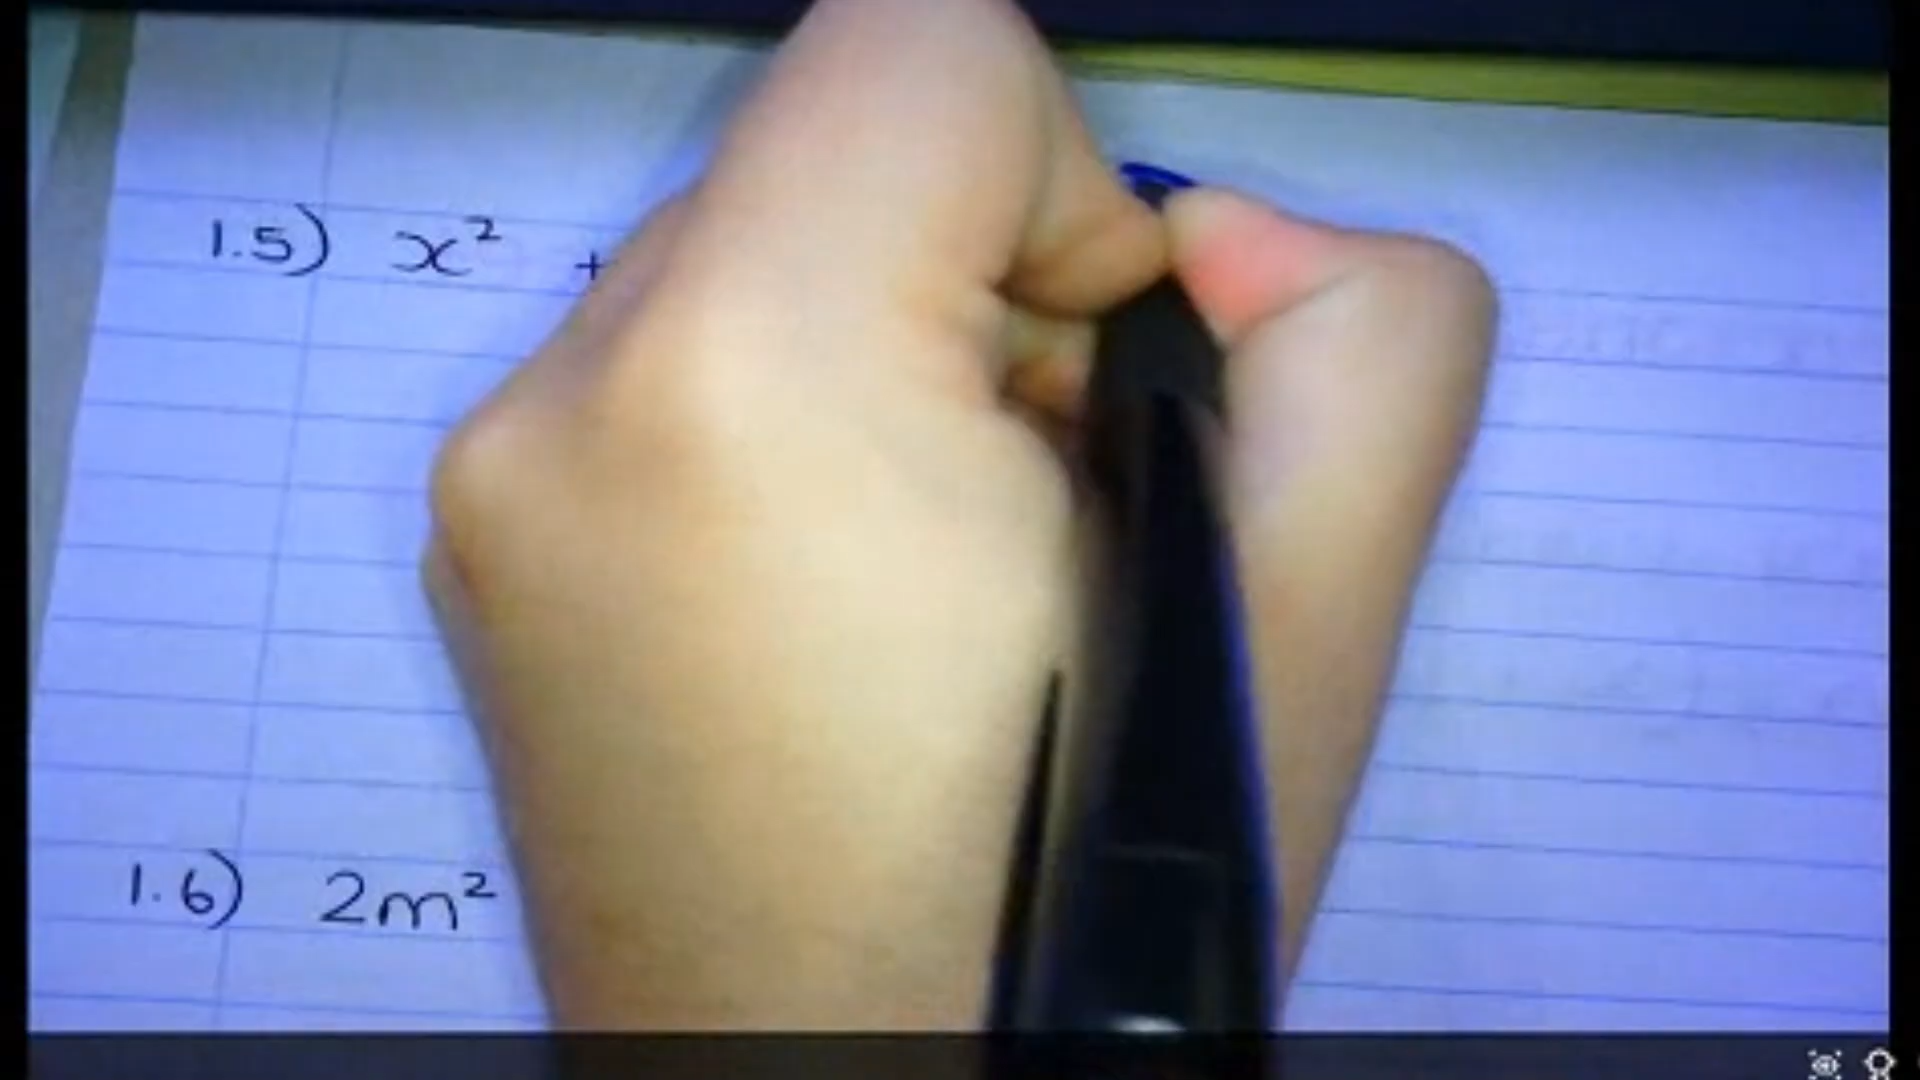 1.5) x² +
1.6) 2m²